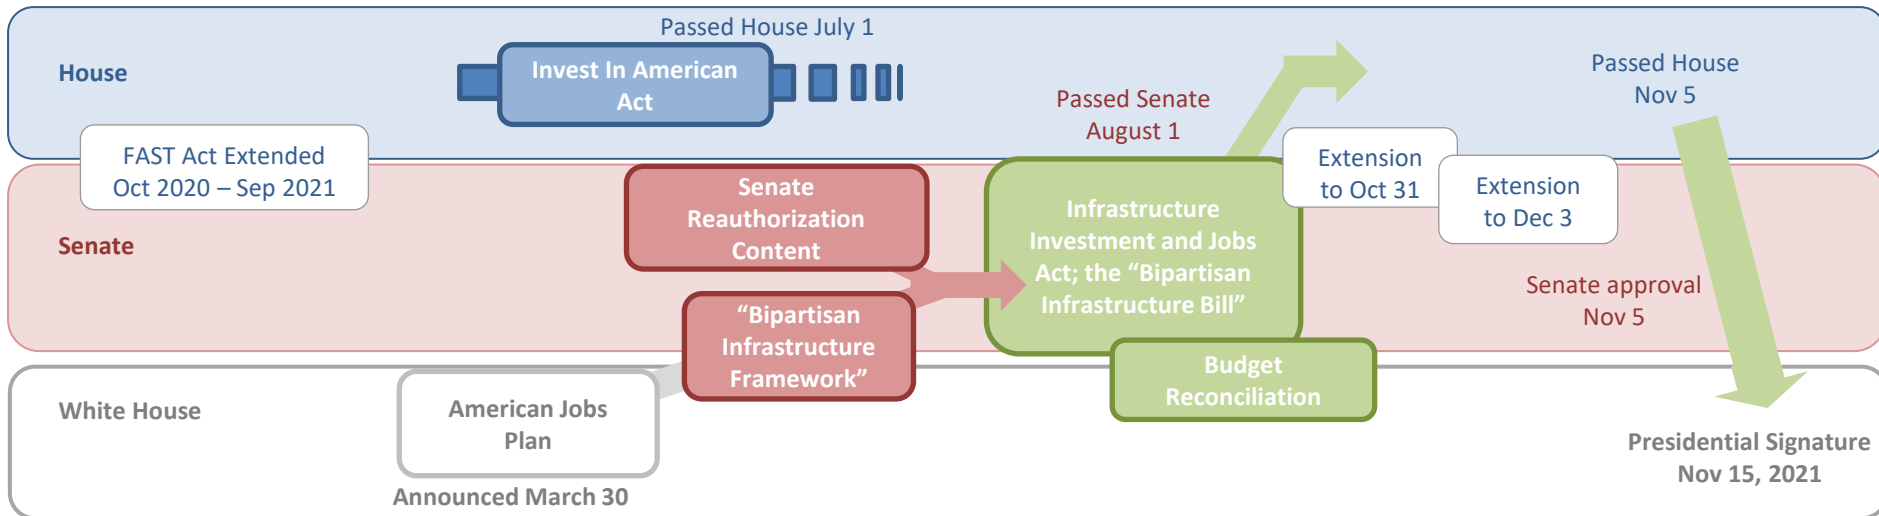 House
Passed House July 1
Invest In American
Act
Passed Senate
August 1
Passed House
Nov 5
FAST Act Extended
Oct 2020 – Sep 2021
Extension
to Oct 31
Extension
to Dec 3
Senate
Senate
Reauthorization
Content
Infrastructure
Investment and Jobs
Act; the “Bipartisan
Infrastructure Bill”
Senate approval
Nov 5
“Bipartisan
Infrastructure
Framework”
Budget
Reconciliation
White House
American Jobs
Plan
Announced March 30
Presidential Signature
Nov 15, 2021